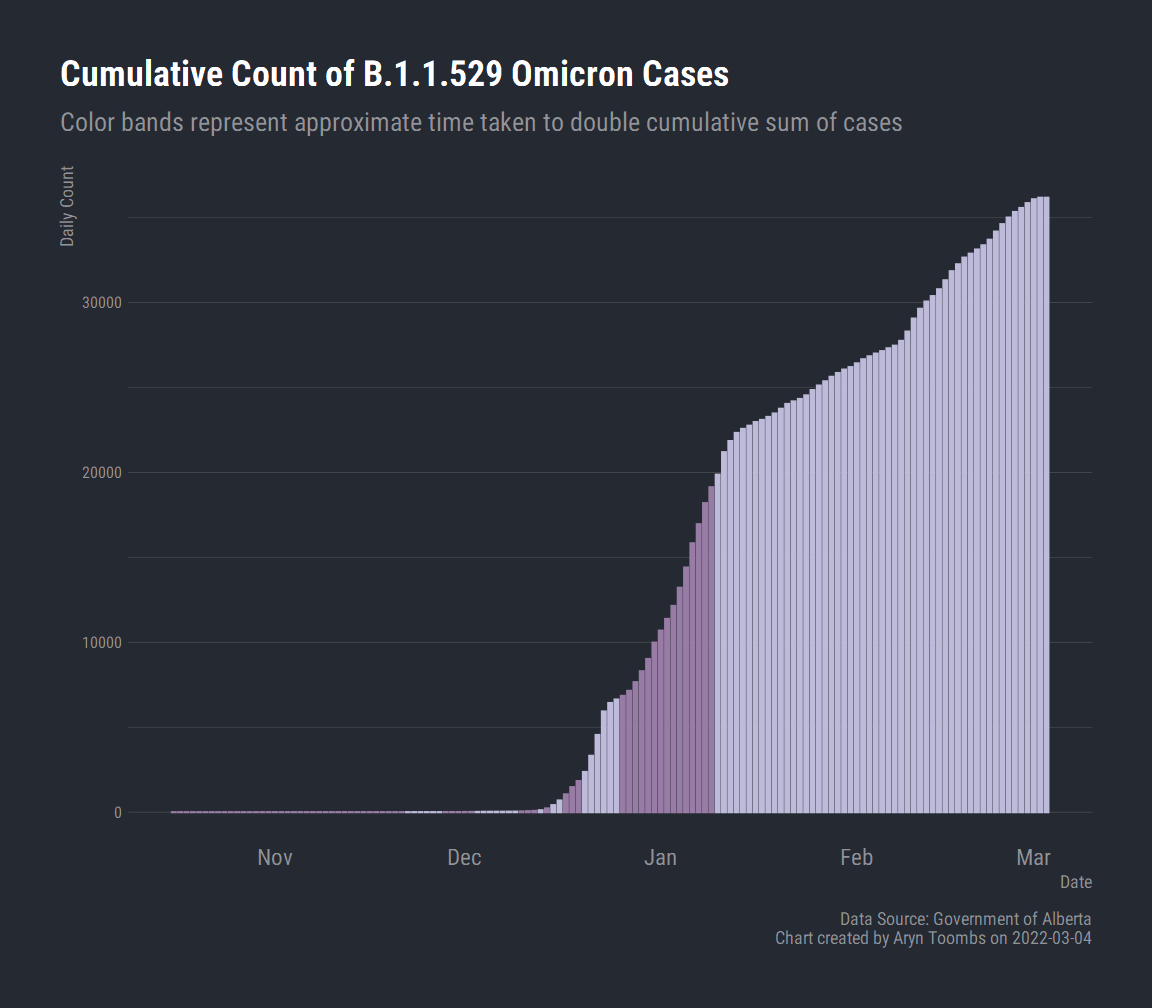 Cumulative Count of B.1.1.529 Omicron Cases
Color bands represent approximate time taken to double cumulative sum of cases
Daily Count
30000
20000
10000
0
Nov Dec Jan Feb Mar
Date
Data Source: Government of Alberta
Chart created by Aryn Toombs on 2022-03-04